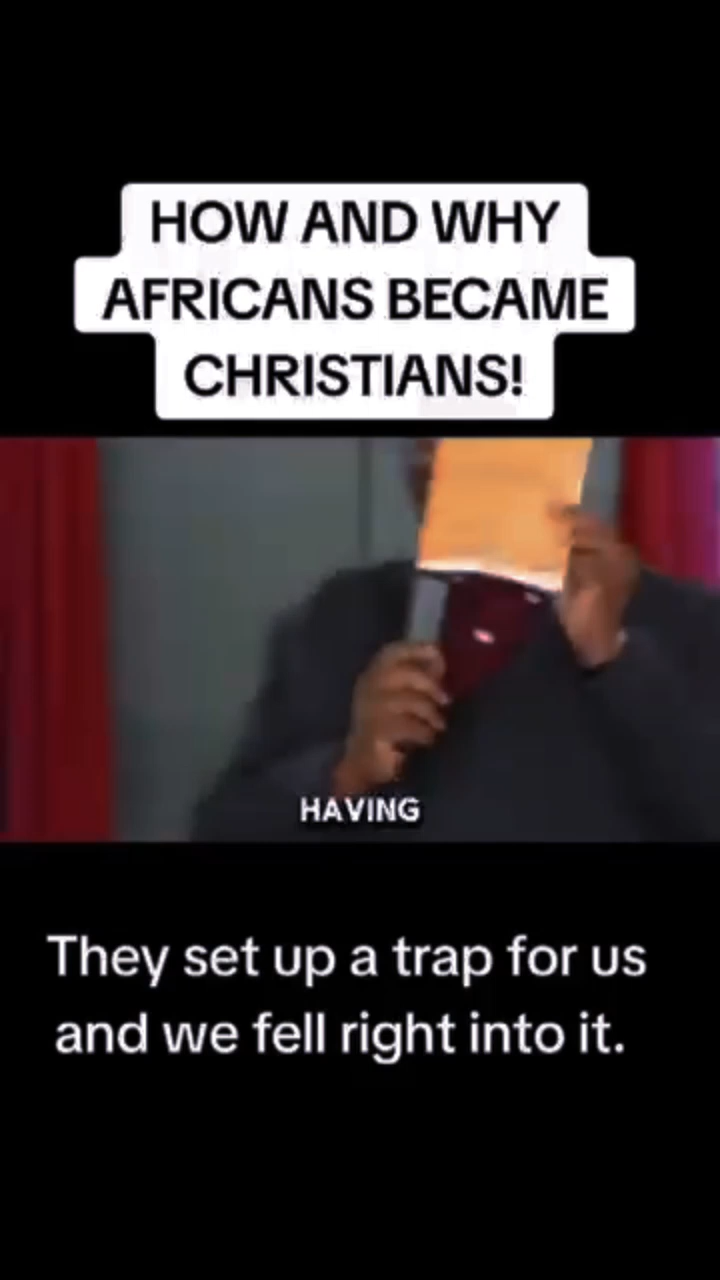 HOW AND WHY
AFRICANS BECAME
CHRISTIANS!
HAVING
They set up a trap for us
and we fell right into it.